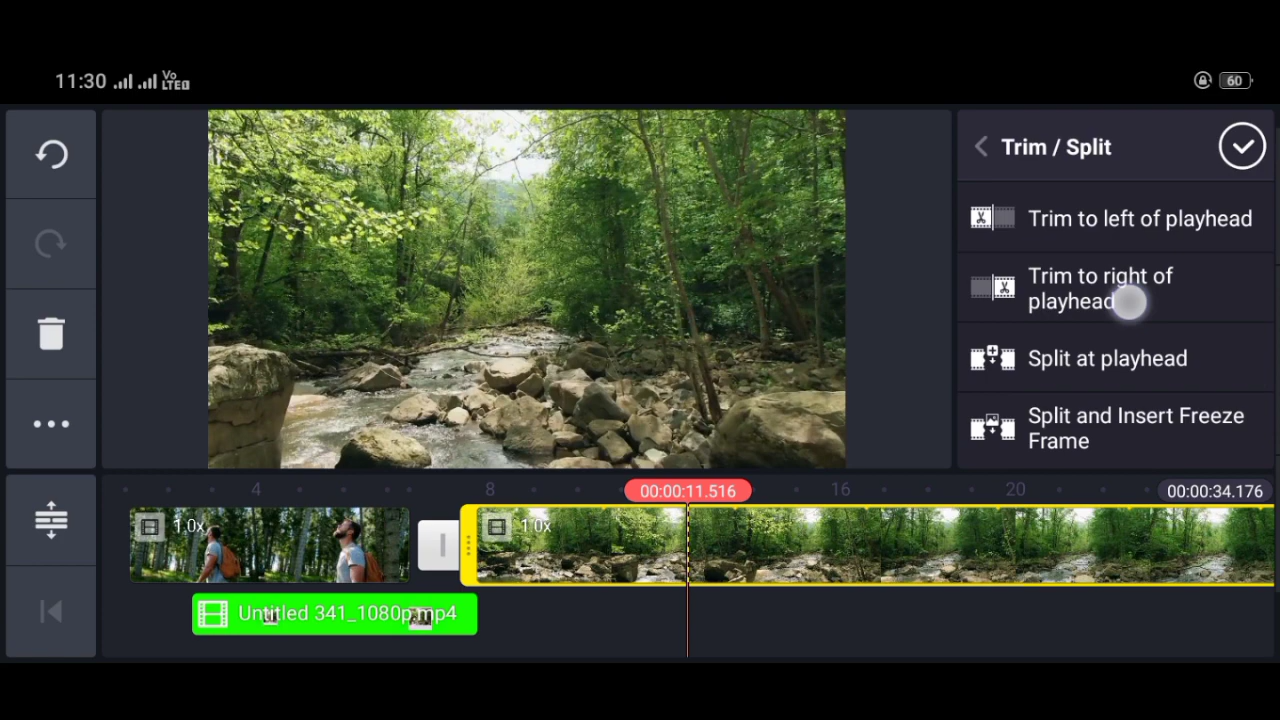 11:30
Vo
LTE
60
Trim / Split
Trim to left of playhead
Trim to right of
playhead
Split at playhead
Split and Insert Freeze
Frame
4
8
00:00:11.516
16
20
00:00:34.176
1.0x
1.0x
Untitled 341_1080p.mp4